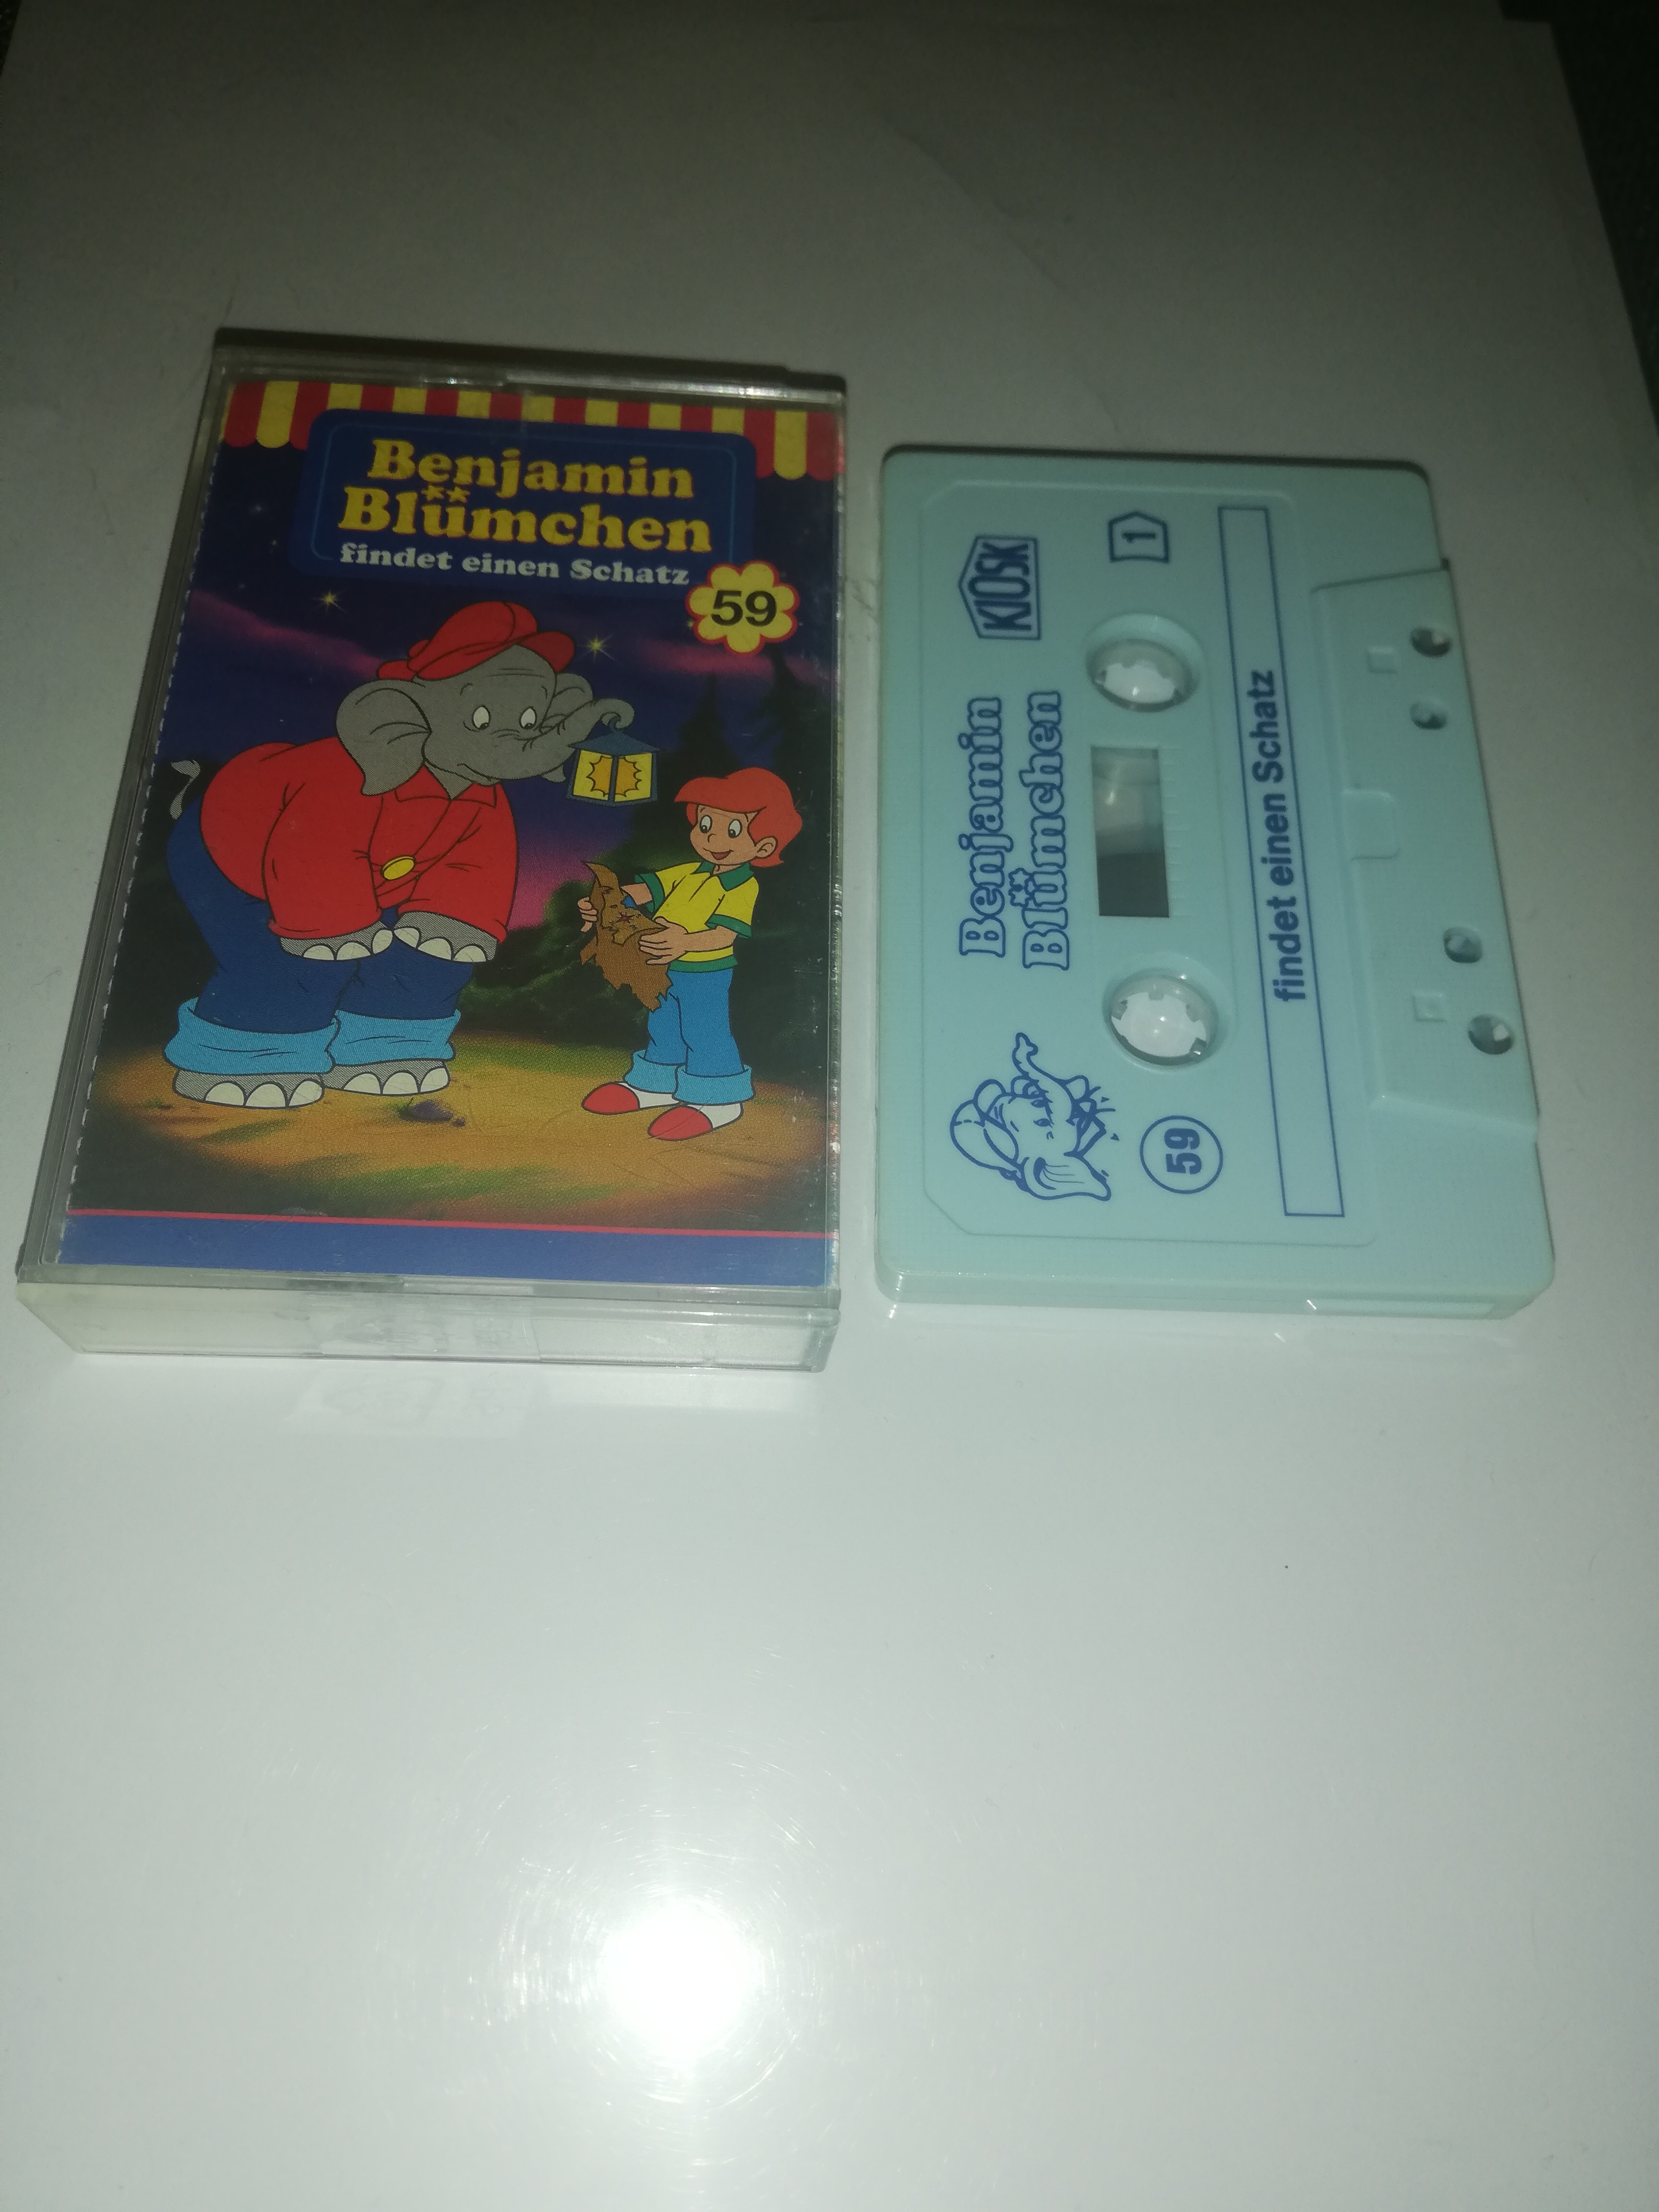 Benjamin
Blümchen
findet einen Schatz
59
KIOSK
1
Benjamin
Blümchen
59
findet einen Schatz